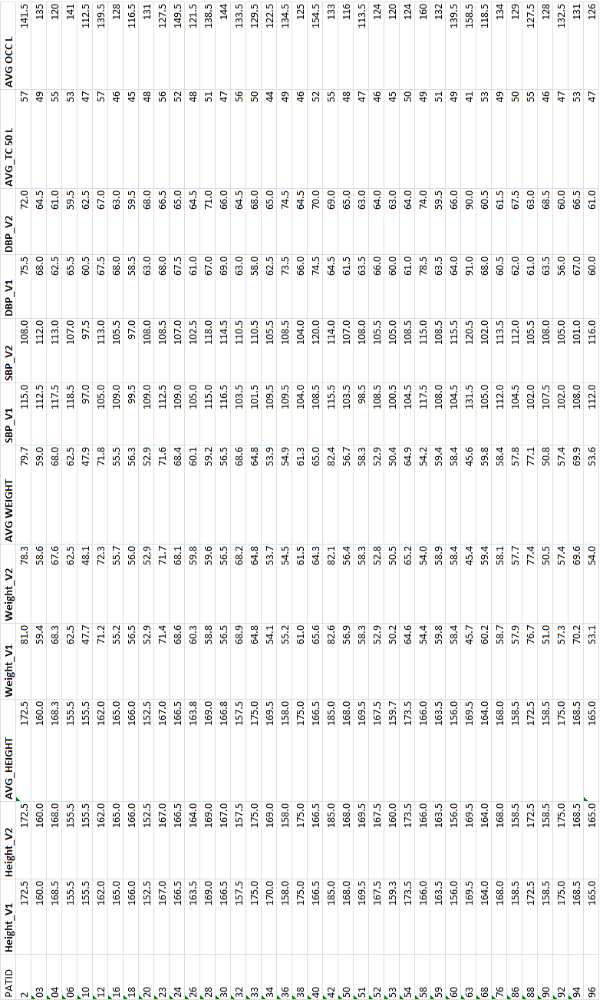 PATID Height_V1 Height_V2 AVG_HEIGHT Weight_V1 Weight_V2 AVG WEIGHT SBP_V1 SBP_V2 DBP_V1 DBP_V2 AVG_TC 50 L AVG OCC L
2 172.5 172.5 172.5 81.0 78.3 79.7 115.0 108.0 75.5 72.0 57 141.5
03 160.0 160.0 160.0 59.4 58.6 59.0 112.5 112.0 68.0 64.5 49 135
04 168.5 168.0 168.3 68.3 67.6 68.0 117.5 113.0 62.5 61.0 55 120
06 155.5 155.5 155.5 62.5 62.5 62.5 118.5 107.0 65.5 59.5 53 141
10 155.5 155.5 155.5 47.7 48.1 47.9 97.0 97.5 60.5 62.5 47 112.5
12 162.0 162.0 162.0 71.2 72.3 71.8 105.0 113.0 67.5 67.0 57 139.5
16 165.0 165.0 165.0 55.2 55.7 55.5 109.0 105.5 68.0 63.0 46 128
18 166.0 166.0 166.0 56.5 56.0 56.3 99.5 97.0 58.5 59.5 45 116.5
20 152.5 152.5 152.5 52.9 52.9 52.9 109.0 108.0 63.0 68.0 48 131
23 167.0 167.0 167.0 71.4 71.7 71.6 112.5 108.5 68.0 66.5 56 127.5
24 166.5 166.5 166.5 68.6 68.1 68.4 109.0 107.0 67.5 65.0 52 149.5
26 163.5 164.0 163.8 60.3 59.8 60.1 105.0 102.5 61.0 64.5 48 121.5
28 169.0 169.0 169.0 58.8 59.6 59.2 115.0 118.0 67.0 71.0 51 138.5
30 166.5 167.0 166.8 56.5 56.5 56.5 116.5 114.5 69.0 66.0 47 144
32 157.5 157.5 157.5 68.9 68.2 68.6 103.5 110.5 63.0 64.5 56 133.5
33 175.0 175.0 175.0 64.8 64.8 64.8 101.5 110.5 58.0 68.0 50 129.5
34 170.0 169.0 169.5 54.1 53.7 53.9 109.5 105.5 62.5 65.0 44 122.5
36 158.0 158.0 158.0 55.2 54.5 54.9 109.5 108.5 73.5 74.5 49 134.5
38 175.0 175.0 175.0 61.0 61.5 61.3 104.0 104.0 66.0 64.5 46 125
40 166.5 166.5 166.5 65.6 64.3 65.0 108.5 120.0 74.5 70.0 52 154.5
42 185.0 185.0 185.0 82.6 82.1 82.4 115.5 114.0 64.5 69.0 55 133
50 168.0 168.0 168.0 56.9 56.4 56.7 103.5 107.0 61.5 65.0 48 116
51 169.5 169.5 169.5 58.3 58.3 58.3 98.5 108.0 63.5 63.0 47 113.5
52 167.5 167.5 167.5 52.9 52.8 52.9 108.5 105.5 66.0 64.0 46 124
53 159.3 160.0 159.7 50.2 50.5 50.4 100.5 105.0 60.0 63.0 45 120
54 173.5 173.5 173.5 64.6 65.2 64.9 104.5 108.5 61.0 64.0 50 124
58 166.0 166.0 166.0 54.4 54.0 54.2 117.5 115.0 78.5 74.0 49 160
59 163.5 163.5 163.5 59.8 58.9 59.4 108.0 108.5 63.5 59.5 51 132
60 156.0 156.0 156.0 58.4 58.4 58.4 104.5 115.5 64.0 66.0 49 139.5
63 169.5 169.5 169.5 45.7 45.4 45.6 131.5 120.5 91.0 90.0 41 158.5
68 164.0 164.0 164.0 60.2 59.4 59.8 105.0 102.0 68.0 60.5 53 118.5
76 168.0 168.0 168.0 58.7 58.1 58.4 112.0 113.5 60.5 61.5 49 134
86 158.5 158.5 158.5 57.9 57.7 57.8 104.5 112.0 62.0 67.5 50 129
88 172.5 172.5 172.5 76.7 77.4 77.1 102.0 105.5 61.0 63.0 55 127.5
90 158.5 158.5 158.5 51.0 50.5 50.8 107.5 108.0 63.5 68.5 46 128
92 175.0 175.0 175.0 57.3 57.4 57.4 102.0 105.0 56.0 60.0 47 132.5
94 168.5 168.5 168.5 70.2 69.6 69.9 108.0 101.0 67.0 66.5 53 131
96 165.0 165.0 165.0 53.1 54.0 53.6 112.0 116.0 60.0 61.0 47 126